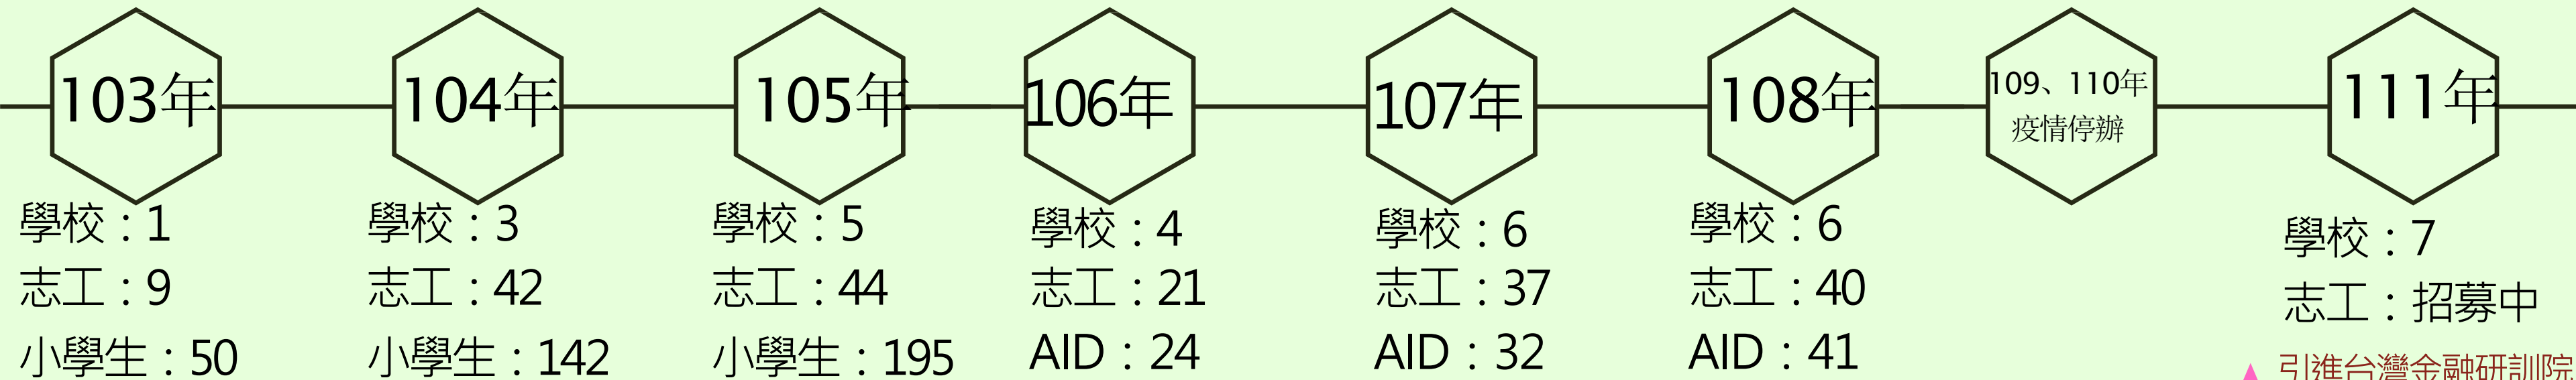 103年
104年
105年
106年
107年
108年
109、110年
疫情停辦
111年
學校：1
志工：9
小學生：50
學校：3
志工：42
小學生：142
學校：5
志工：44
小學生：195
學校：4
志工：21
AID：24
學校：6
志工：37
AID：32
學校：6
志工：40
AID：41
學校：7
志工：招募中
引進台灣金融研訓院